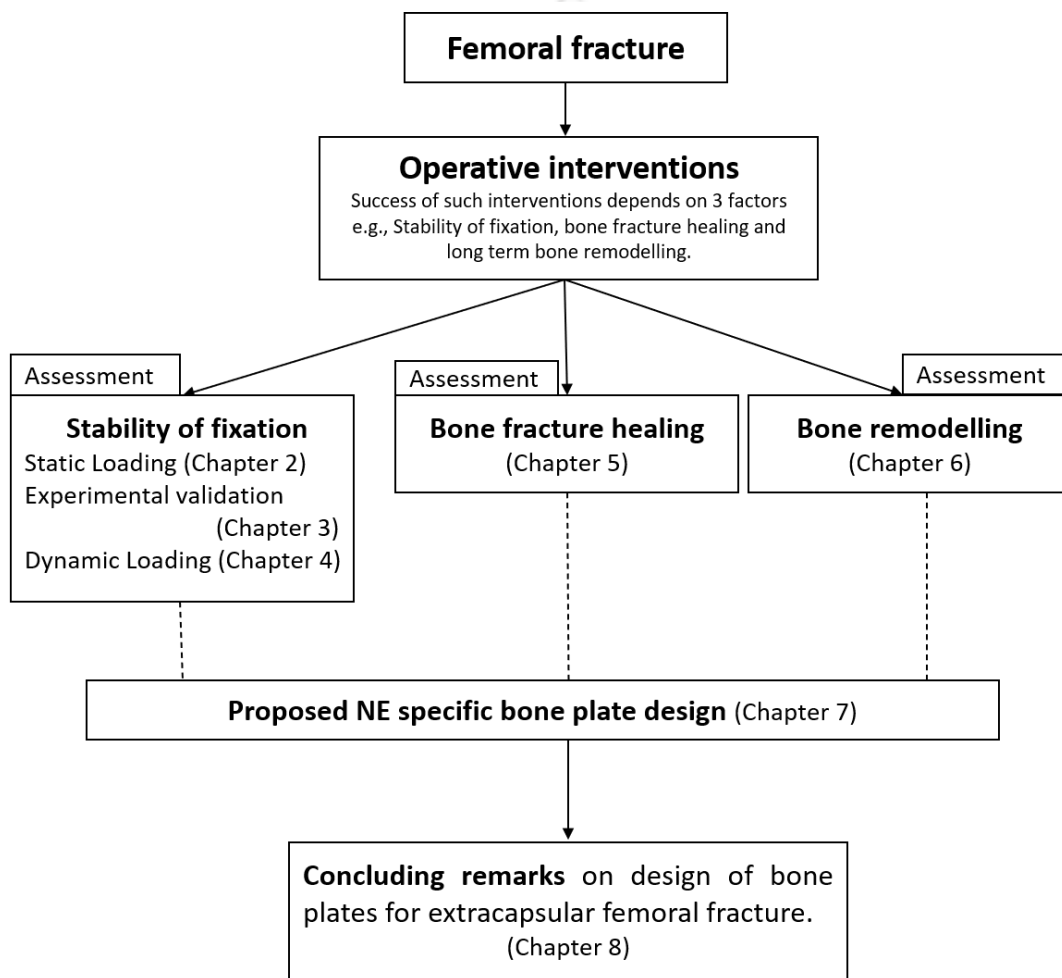 Femoral fracture
Operative interventions
Success of such interventions depends on 3 factors
e.g., Stability of fixation, bone fracture healing and
long term bone remodelling.
Assessment
Stability of fixation
Static Loading (Chapter 2)
Experimental validation
(Chapter 3)
Dynamic Loading (Chapter 4)
Assessment
Bone fracture healing
(Chapter 5)
Assessment
Bone remodelling
(Chapter 6)
Proposed NE specific bone plate design (Chapter 7)
Concluding remarks on design of bone
plates for extracapsular femoral fracture.
(Chapter 8)